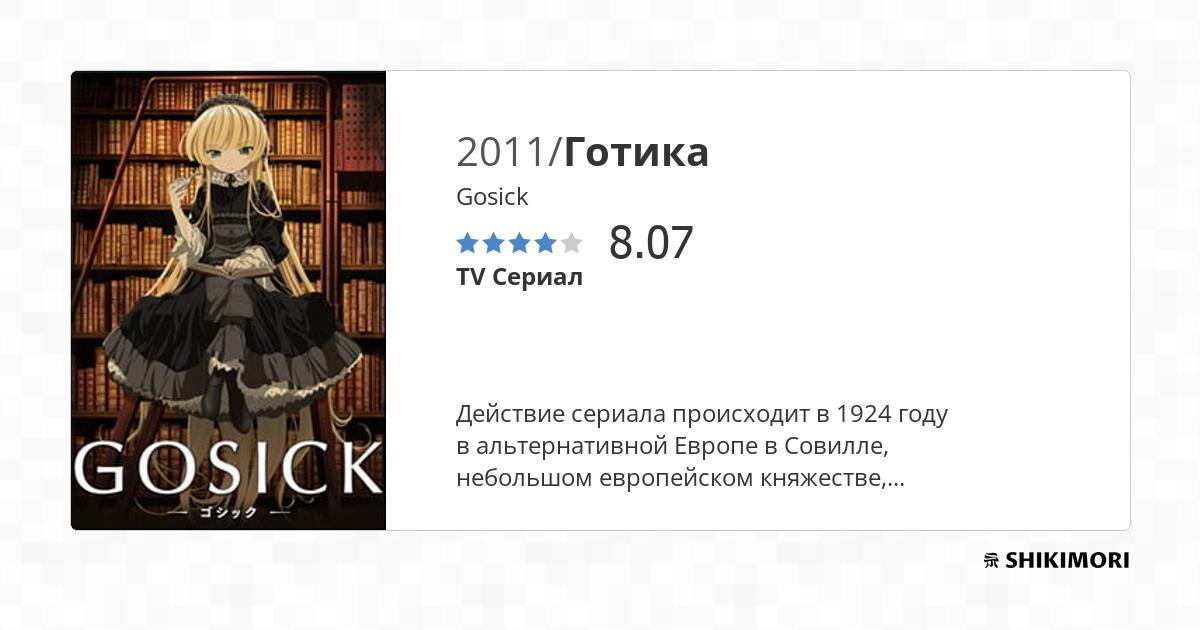 2011/Готика
Gosick
8.07
TV Сериал
Действие сериала происходит в 1924 году
в альтернативной Европе в Совилле,
небольшом европейском княжестве,...
GOSICK
ゴシック
SHIKIMORI